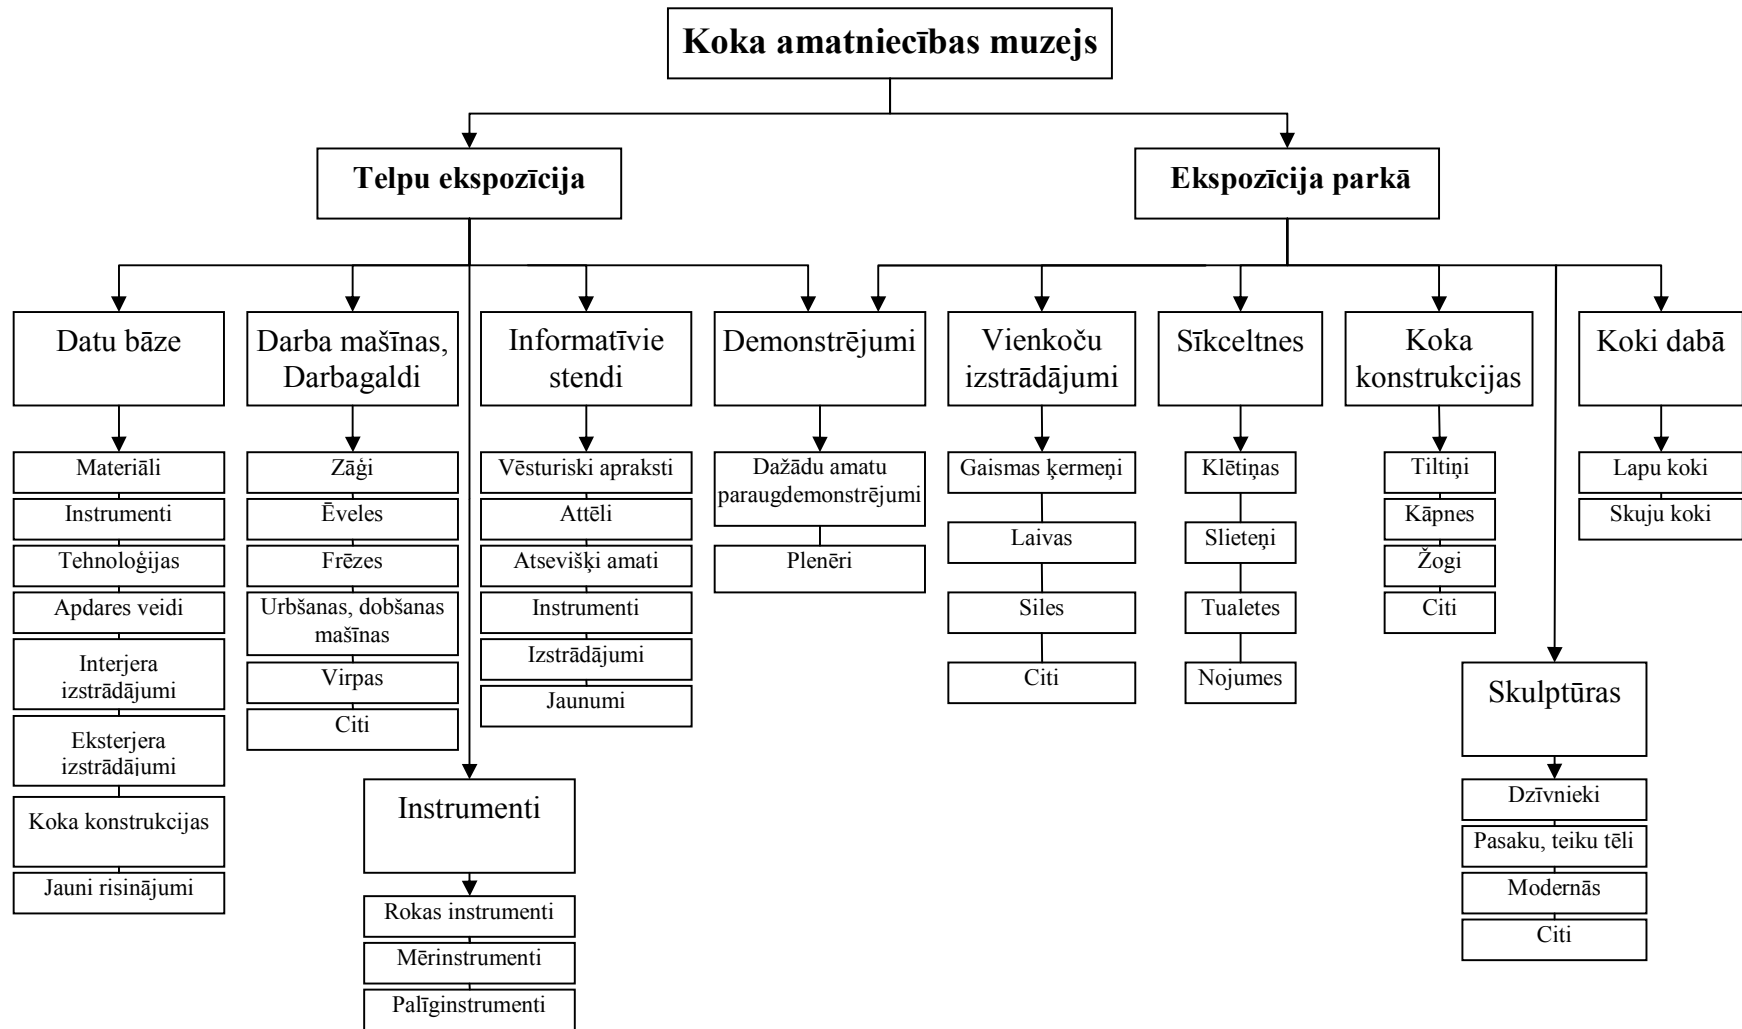 Koka amatniecības muzejs
Telpu ekspozīcija
Ekspozīcija parkā
Datu bāze
Darba mašīnas,
Darbagaldi
Informatīvie
stendi
Demonstrējumi
Vienkoču
izstrādājumi
Sīkceltnes
Koka
konstrukcijas
Koki dabā
Materiāli
Instrumenti
Tehnoloģijas
Apdares veidi
Interjera
izstrādājumi
Eksterjera
izstrādājumi
Koka konstrukcijas
Jauni risinājumi
Zāģi
Ēveles
Frēzes
Urbšanas, dobšanas
mašīnas
Virpas
Citi
Instrumenti
Rokas instrumenti
Mērinstrumenti
Palīginstrumenti
Vēsturiski apraksti
Attēli
Atsevišķi amati
Instrumenti
Izstrādājumi
Jaunumi
Dažādu amatu
paraugdemonstrējumi
Plenēri
Gaismas ķermeņi
Laivas
Siles
Citi
Klētiņas
Slieteņi
Tualetes
Nojumes
Tiltiņi
Kāpnes
Žogi
Citi
Skulptūras
Dzīvnieki
Pasaku, teiku tēli
Modernās
Citi
Lapu koki
Skuju koki